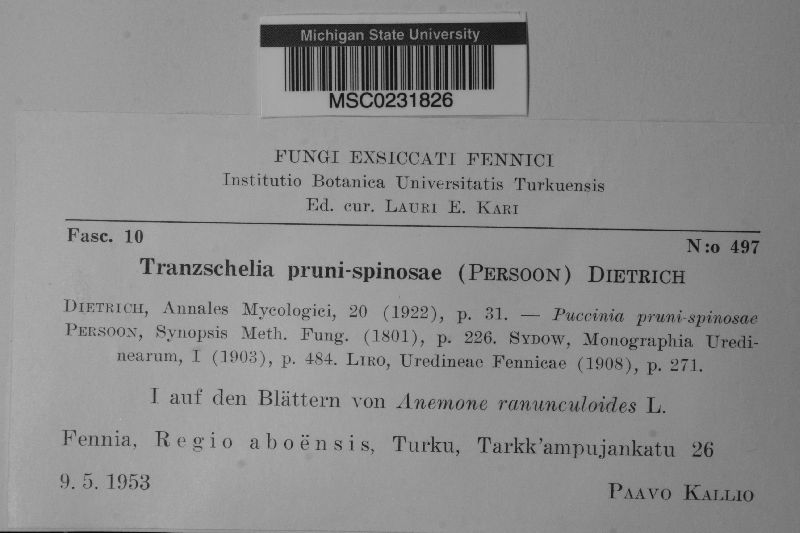 Michigan State University
MSC0231826
FUNGI EXSICCATI FENNICI
Institutio Botanica Universitatis Turkuensis
Ed. cur. LAURI E. KARI
Fasc. 10 N:o 497
Tranzschelia pruni-spinosae (PERSOON) DIETRICH
DIETRICH, Annales Mycologici, 20 (1922), p. 31. — Puccinia pruni-spinosae
PERSOON, Synopsis Meth. Fung. (1801), p. 226. SYDOW, Monographia Uredi-
nearum, I (1903), p. 484. LIRO, Uredineae Fennicae (1908), p. 271.
I auf den Blättern von Anemone ranunculoides L.
Fennia, Regio aboënsis, Turku, Tarkk'ampujankatu 26
9. 5. 1953 PAAVO KALLIO